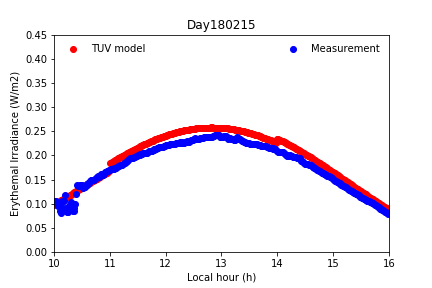 Day180215
TUV model
Measurement
Erythemal Irradiance (W/m2)
0.45
0.40
0.35
0.30
0.25
0.20
0.15
0.10
0.05
0.00
10 11 12 13 14 15 16
Local hour (h)